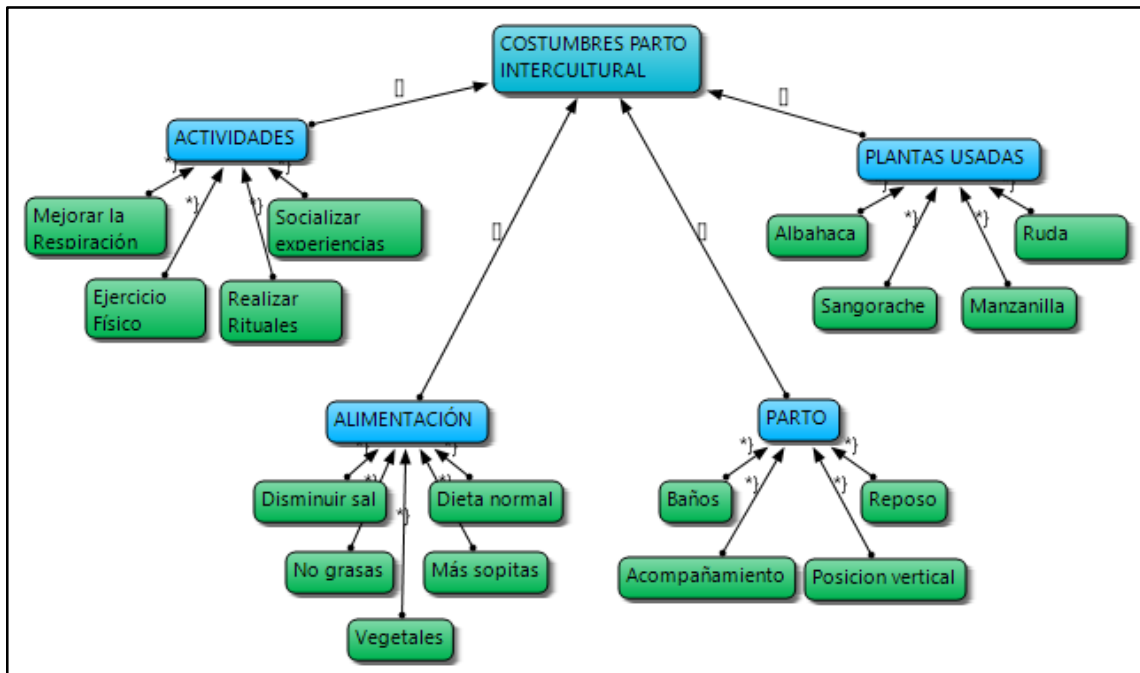 COSTUMBRES PARTO
INTERCULTURAL
[]
[]
ACTIVIDADES
PLANTAS USADAS
*}
*}
}
}
Mejorar la
Respiración
*}
*}
Socializar
experiencias
Albahaca
*}
*}
Ruda
[]
[]
Ejercicio
Físico
Realizar
Rituales
Sangorache
Manzanilla
ALIMENTACIÓN
PARTO
*}
*}
*}
*}
Disminuir sal
*}
*}
Dieta normal
Baños
*}
*}
Reposo
*}
No grasas
Más sopitas
Acompañamiento
Posicion vertical
Vegetales